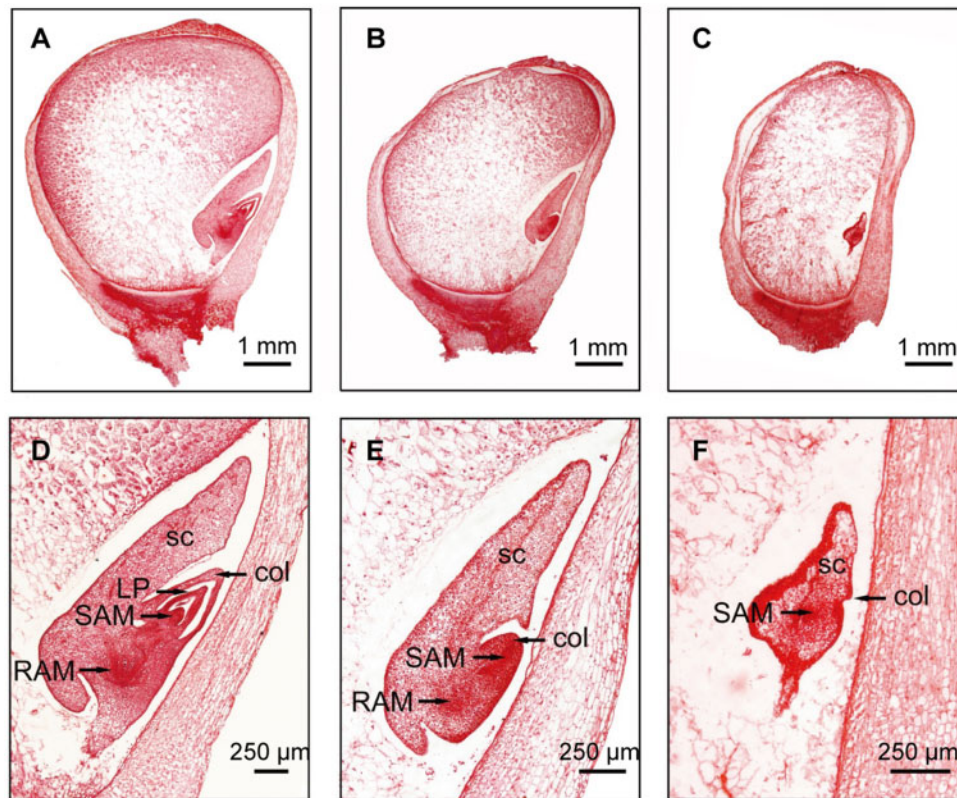 A
1 mm
B
1 mm
C
1 mm
D
sc
col
LP
SAM
RAM
250 µm
E
sc
col
SAM
RAM
250 µm
F
sc
SAM
col
250 µm